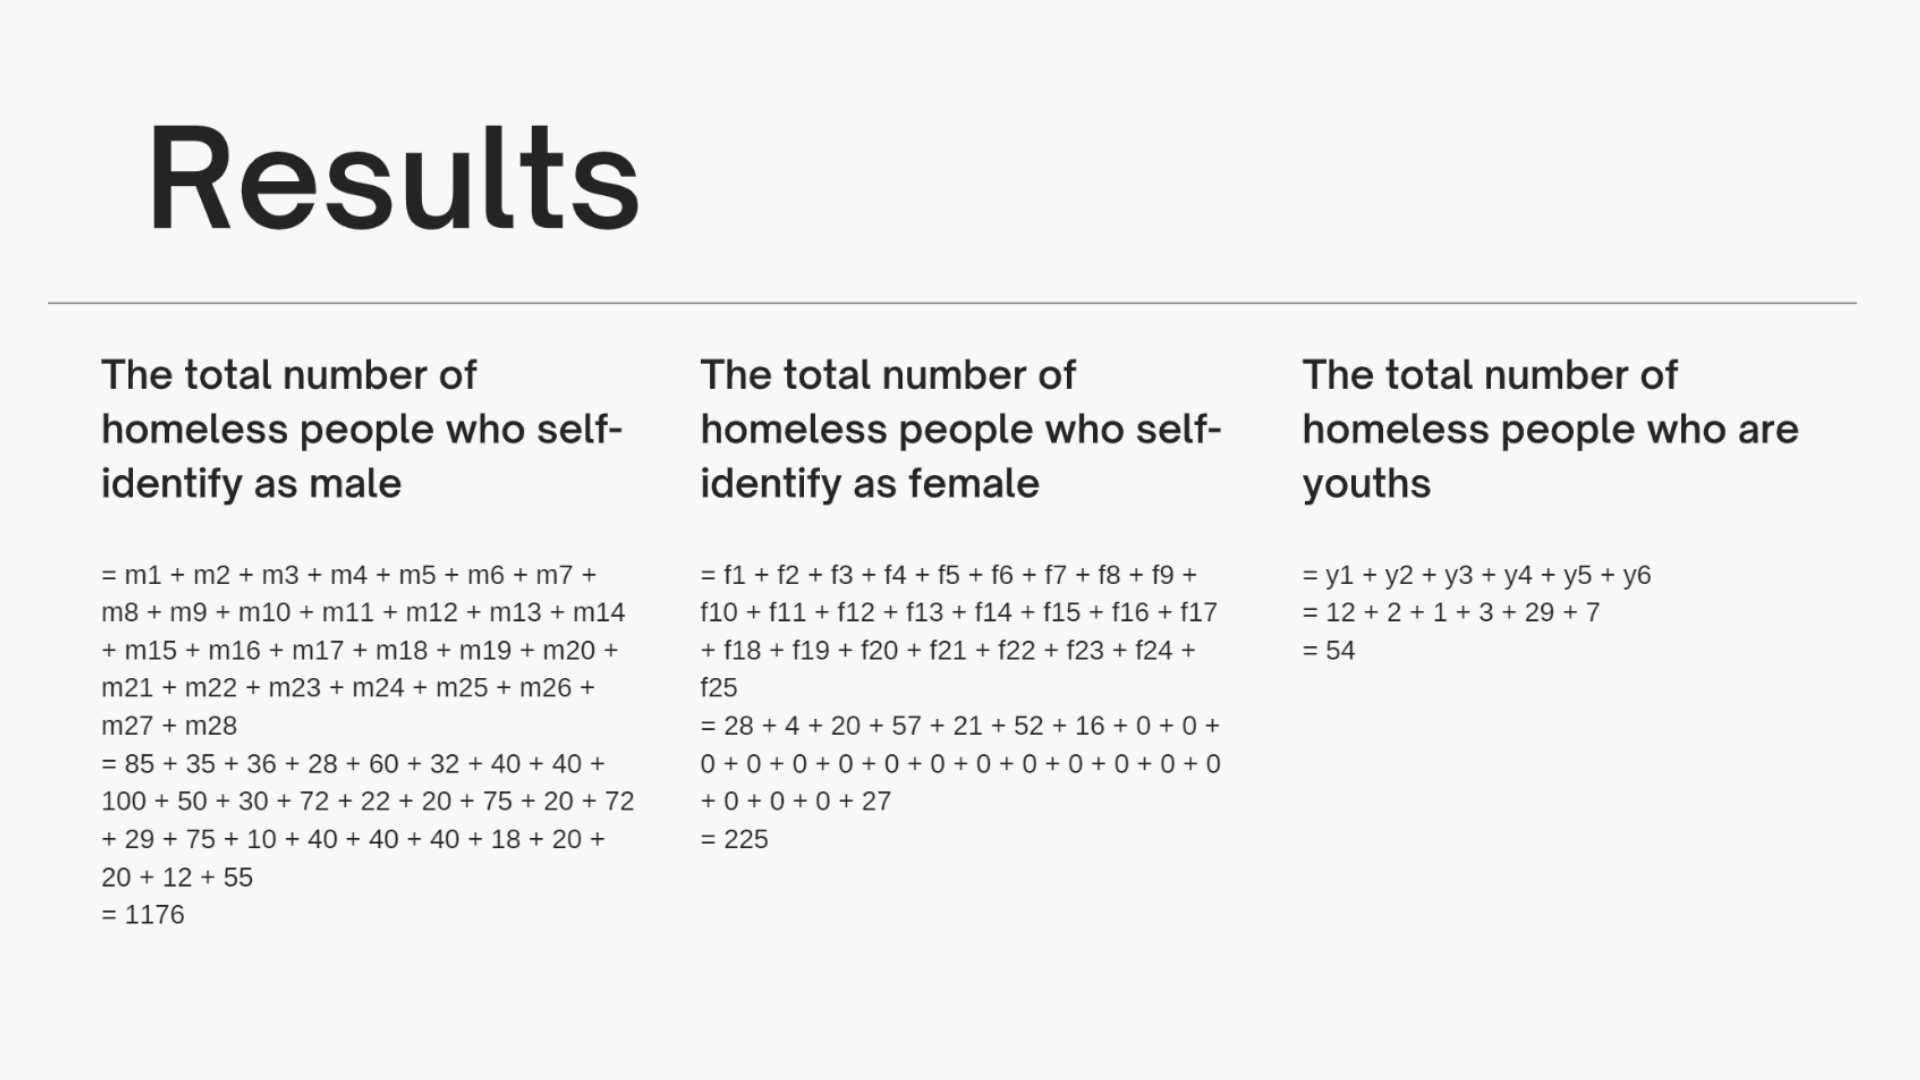 Results
The total number of
homeless people who self-
identify as male
= m1 + m2 + m3 + m4 + m5 + m6 + m7 +
m8 + m9 + m10 + m11 + m12 + m13 + m14
+ m15 + m16 + m17 + m18 + m19 + m20 +
m21 + m22 + m23 + m24 + m25 + m26 +
m27 + m28
= 85 + 35 + 36 + 28 + 60 + 32 + 40 + 40 +
100 + 50 + 30 + 72 + 22 + 20 + 75 + 20 + 72
+ 29 + 75 + 10 + 40 + 40 + 40 + 18 + 20 +
20 + 12 + 55
= 1176
The total number of
homeless people who self-
identify as female
= f1 + f2 + f3 + f4 + f5 + f6 + f7 + f8 + f9 +
f10 + f11 + f12 + f13 + f14 + f15 + f16 + f17
+ f18 + f19 + f20 + f21 + f22 + f23 + f24 +
f25
= 28 + 4 + 20 + 57 + 21 + 52 + 16 + 0 + 0 +
0 + 0 + 0 + 0 + 0 + 0 + 0 + 0 + 0 + 0 + 0 + 0
+ 0 + 0 + 0 + 27
= 225
The total number of
homeless people who are
youths
= y1 + y2 + y3 + y4 + y5 + y6
= 12 + 2 + 1 + 3 + 29 + 7
= 54